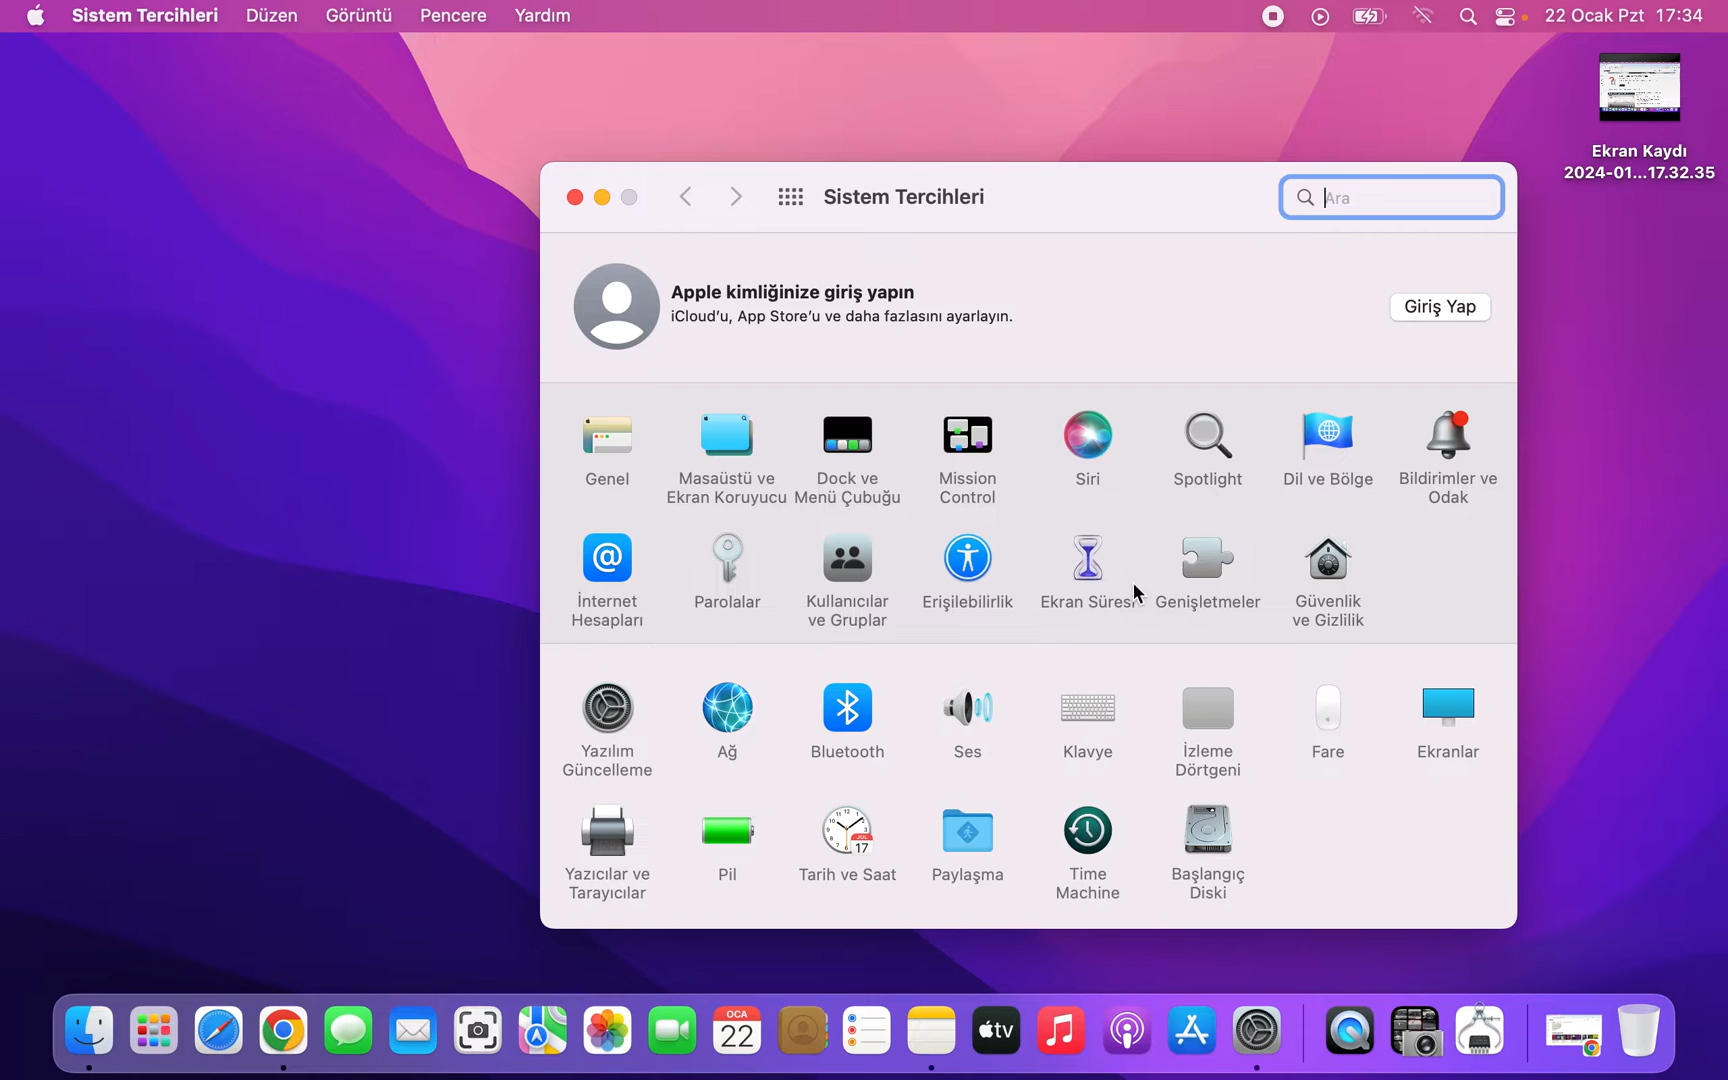 Sistem Tercihleri Düzen Görüntü Pencere Yardım 22 Ocak Pzt 17:34
Ekran Kaydı
2024-01...17.32.35
Sistem Tercihleri
Ara
Apple kimliğinize giriş yapın
iCloud'u, App Store'u ve daha fazlasını ayarlayın.
Giriş Yap
Genel
Masaüstü ve
Ekran Koruyucu
Dock ve
Menü Çubuğu
Mission
Control
Siri
Spotlight
Dil ve Bölge
Bildirimler ve
Odak
İnternet
Hesapları
Parolalar
Kullanıcılar
ve Gruplar
Erişilebilirlik
Ekran Süresi
Genişletmeler
Güvenlik
ve Gizlilik
Yazılım
Güncelleme
Ağ
Bluetooth
Ses
Klavye
İzleme
Dörtgeni
Fare
Ekranlar
Yazıcılar ve
Tarayıcılar
Pil
JUL
17
Tarih ve Saat
Paylaşma
Time
Machine
Başlangıç
Diski
OCA
22
tv